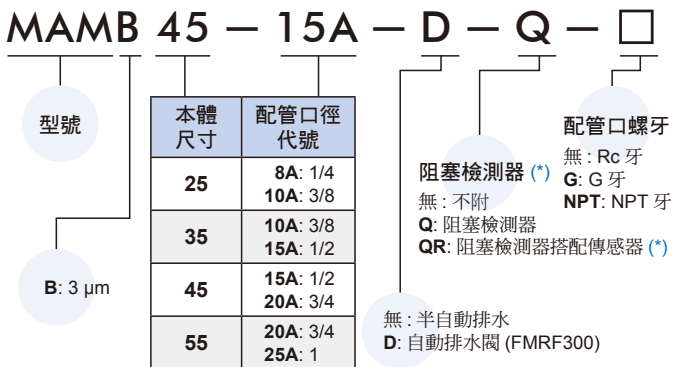 MAMB 45 — 15A — D — Q — □
型號
B: 3 μm
本體尺寸 配管口徑代號
25 8A: 1/4
10A: 3/8
35 10A: 3/8
15A: 1/2
45 15A: 1/2
20A: 3/4
55 20A: 3/4
25A: 1
無 : 半自動排水
D: 自動排水閥 (FMRF300)
阻塞檢測器 (*)
無 : 不附
Q: 阻塞檢測器
QR: 阻塞檢測器搭配傳感器 (*)
配管口螺牙
無 : Rc 牙
G: G 牙
NPT: NPT 牙